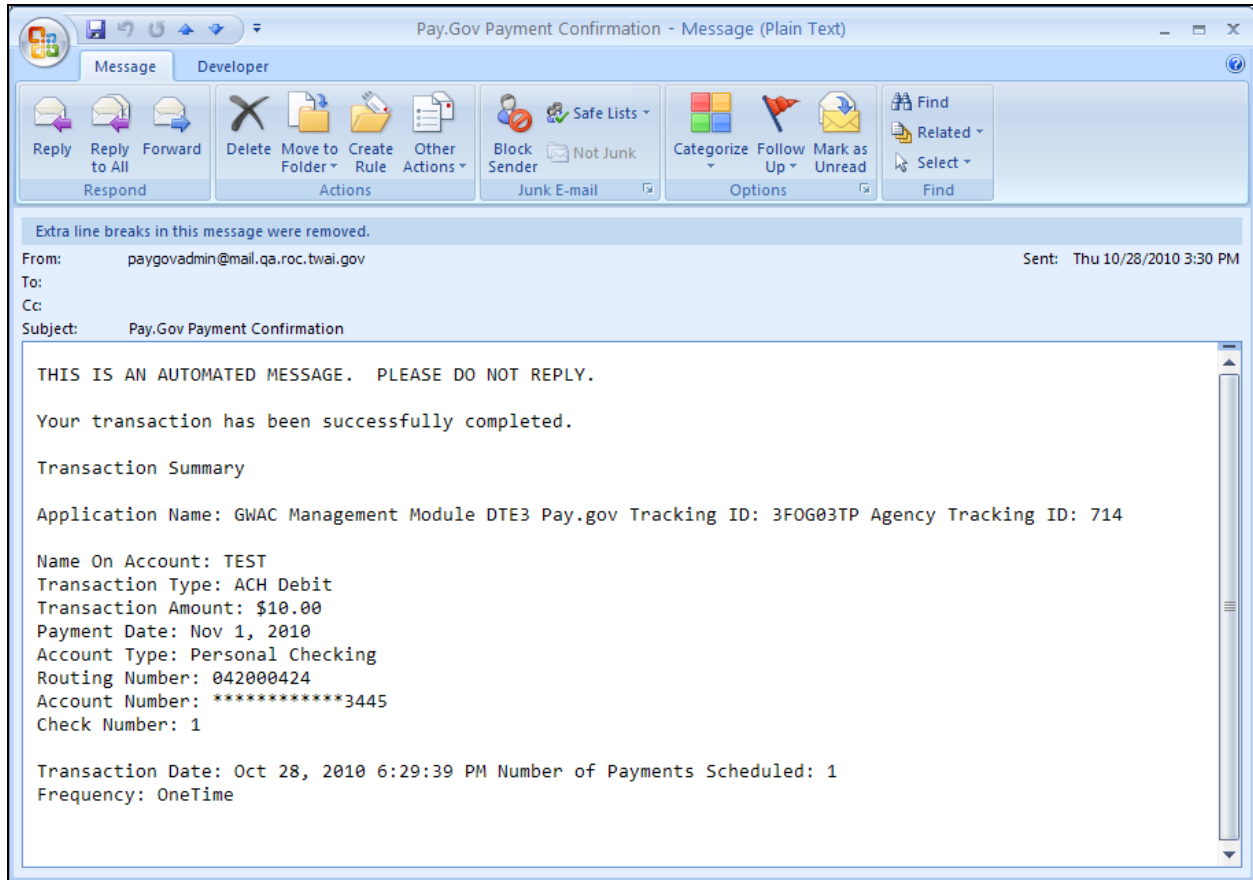 Pay.Gov Payment Confirmation - Message (Plain Text)
Message Developer
Reply
Reply to All
Forward
Respond
Delete
Move to Folder
Create Rule
Other Actions
Actions
Block Sender
Safe Lists
Not Junk
Junk E-mail
Categorize
Follow Up
Mark as Unread
Options
Find
Related
Select
Find
Extra line breaks in this message were removed.
From: paygovadmin@mail.qa.roc.twai.gov Sent: Thu 10/28/2010 3:30 PM
To:
Cc:
Subject: Pay.Gov Payment Confirmation
THIS IS AN AUTOMATED MESSAGE. PLEASE DO NOT REPLY.
Your transaction has been successfully completed.
Transaction Summary
Application Name: GWAC Management Module DTE3 Pay.gov Tracking ID: 3FOG03TP Agency Tracking ID: 714
Name On Account: TEST
Transaction Type: ACH Debit
Transaction Amount: $10.00
Payment Date: Nov 1, 2010
Account Type: Personal Checking
Routing Number: 042000424
Account Number: ************3445
Check Number: 1
Transaction Date: Oct 28, 2010 6:29:39 PM Number of Payments Scheduled: 1
Frequency: OneTime